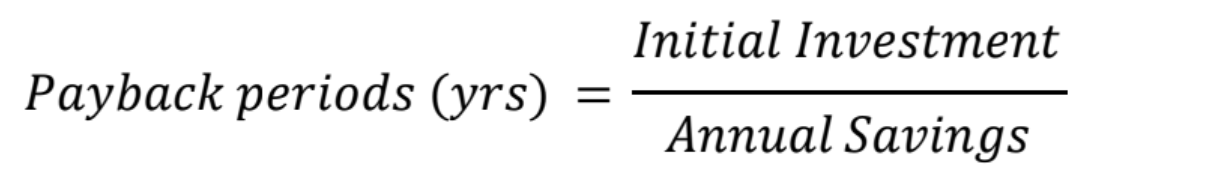 Payback periods (yrs) = Initial Investment / Annual Savings